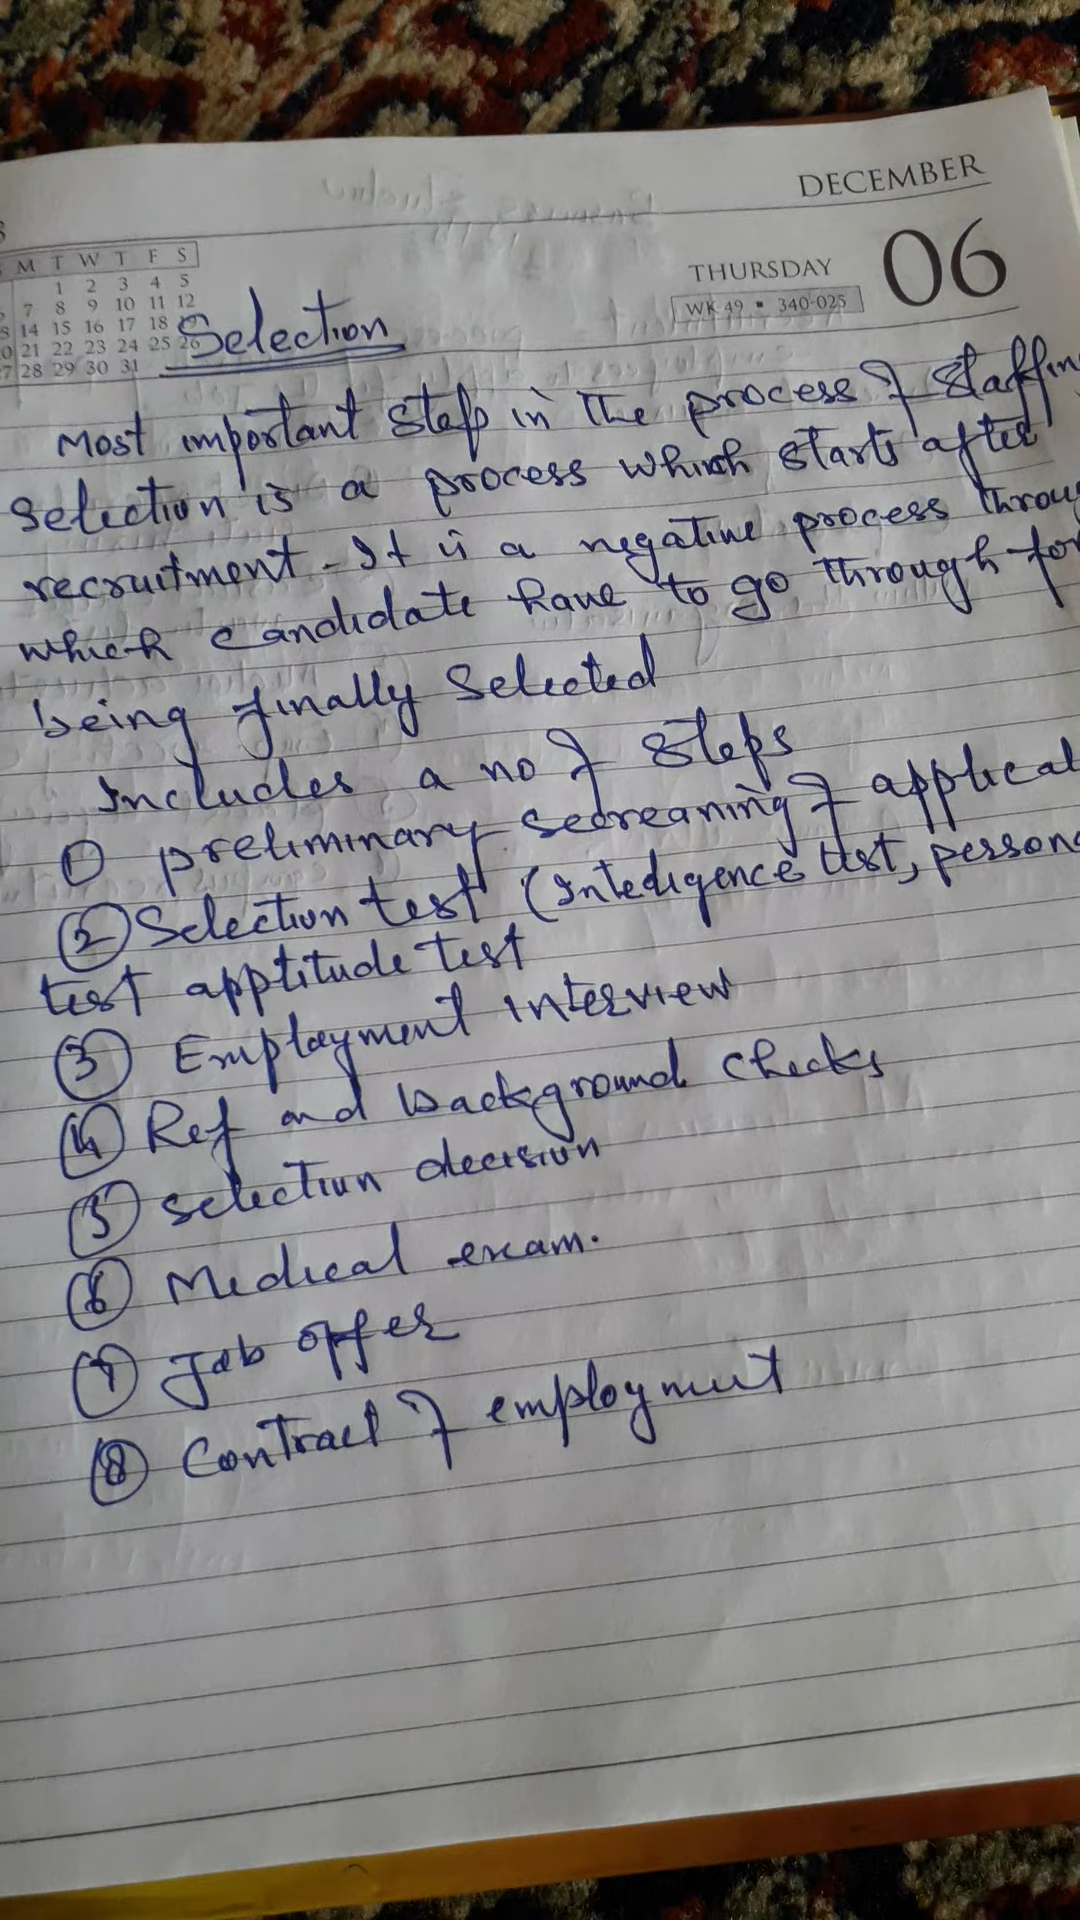 DECEMBER
THURSDAY 06
WK 49 • 340-025
M T W T F S
1 2 3 4 5
7 8 9 10 11 12
14 15 16 17 18
21 22 23 24 25 26
28 29 30 31
Selection
Most important step in the process of staffin
Selection is a process which starts after
recruitment - It is a negative process throu
which candidate have to go through for
being finally selected
Includes a no of steps
① preliminary secreaning of applicat
② Selection test (Intedigence test, person
test apptitude test
③ Employment interview
④ Ref and background checks
⑤ selection decision
⑥ Medical exam.
⑦ Job offer
⑧ Contract of employment